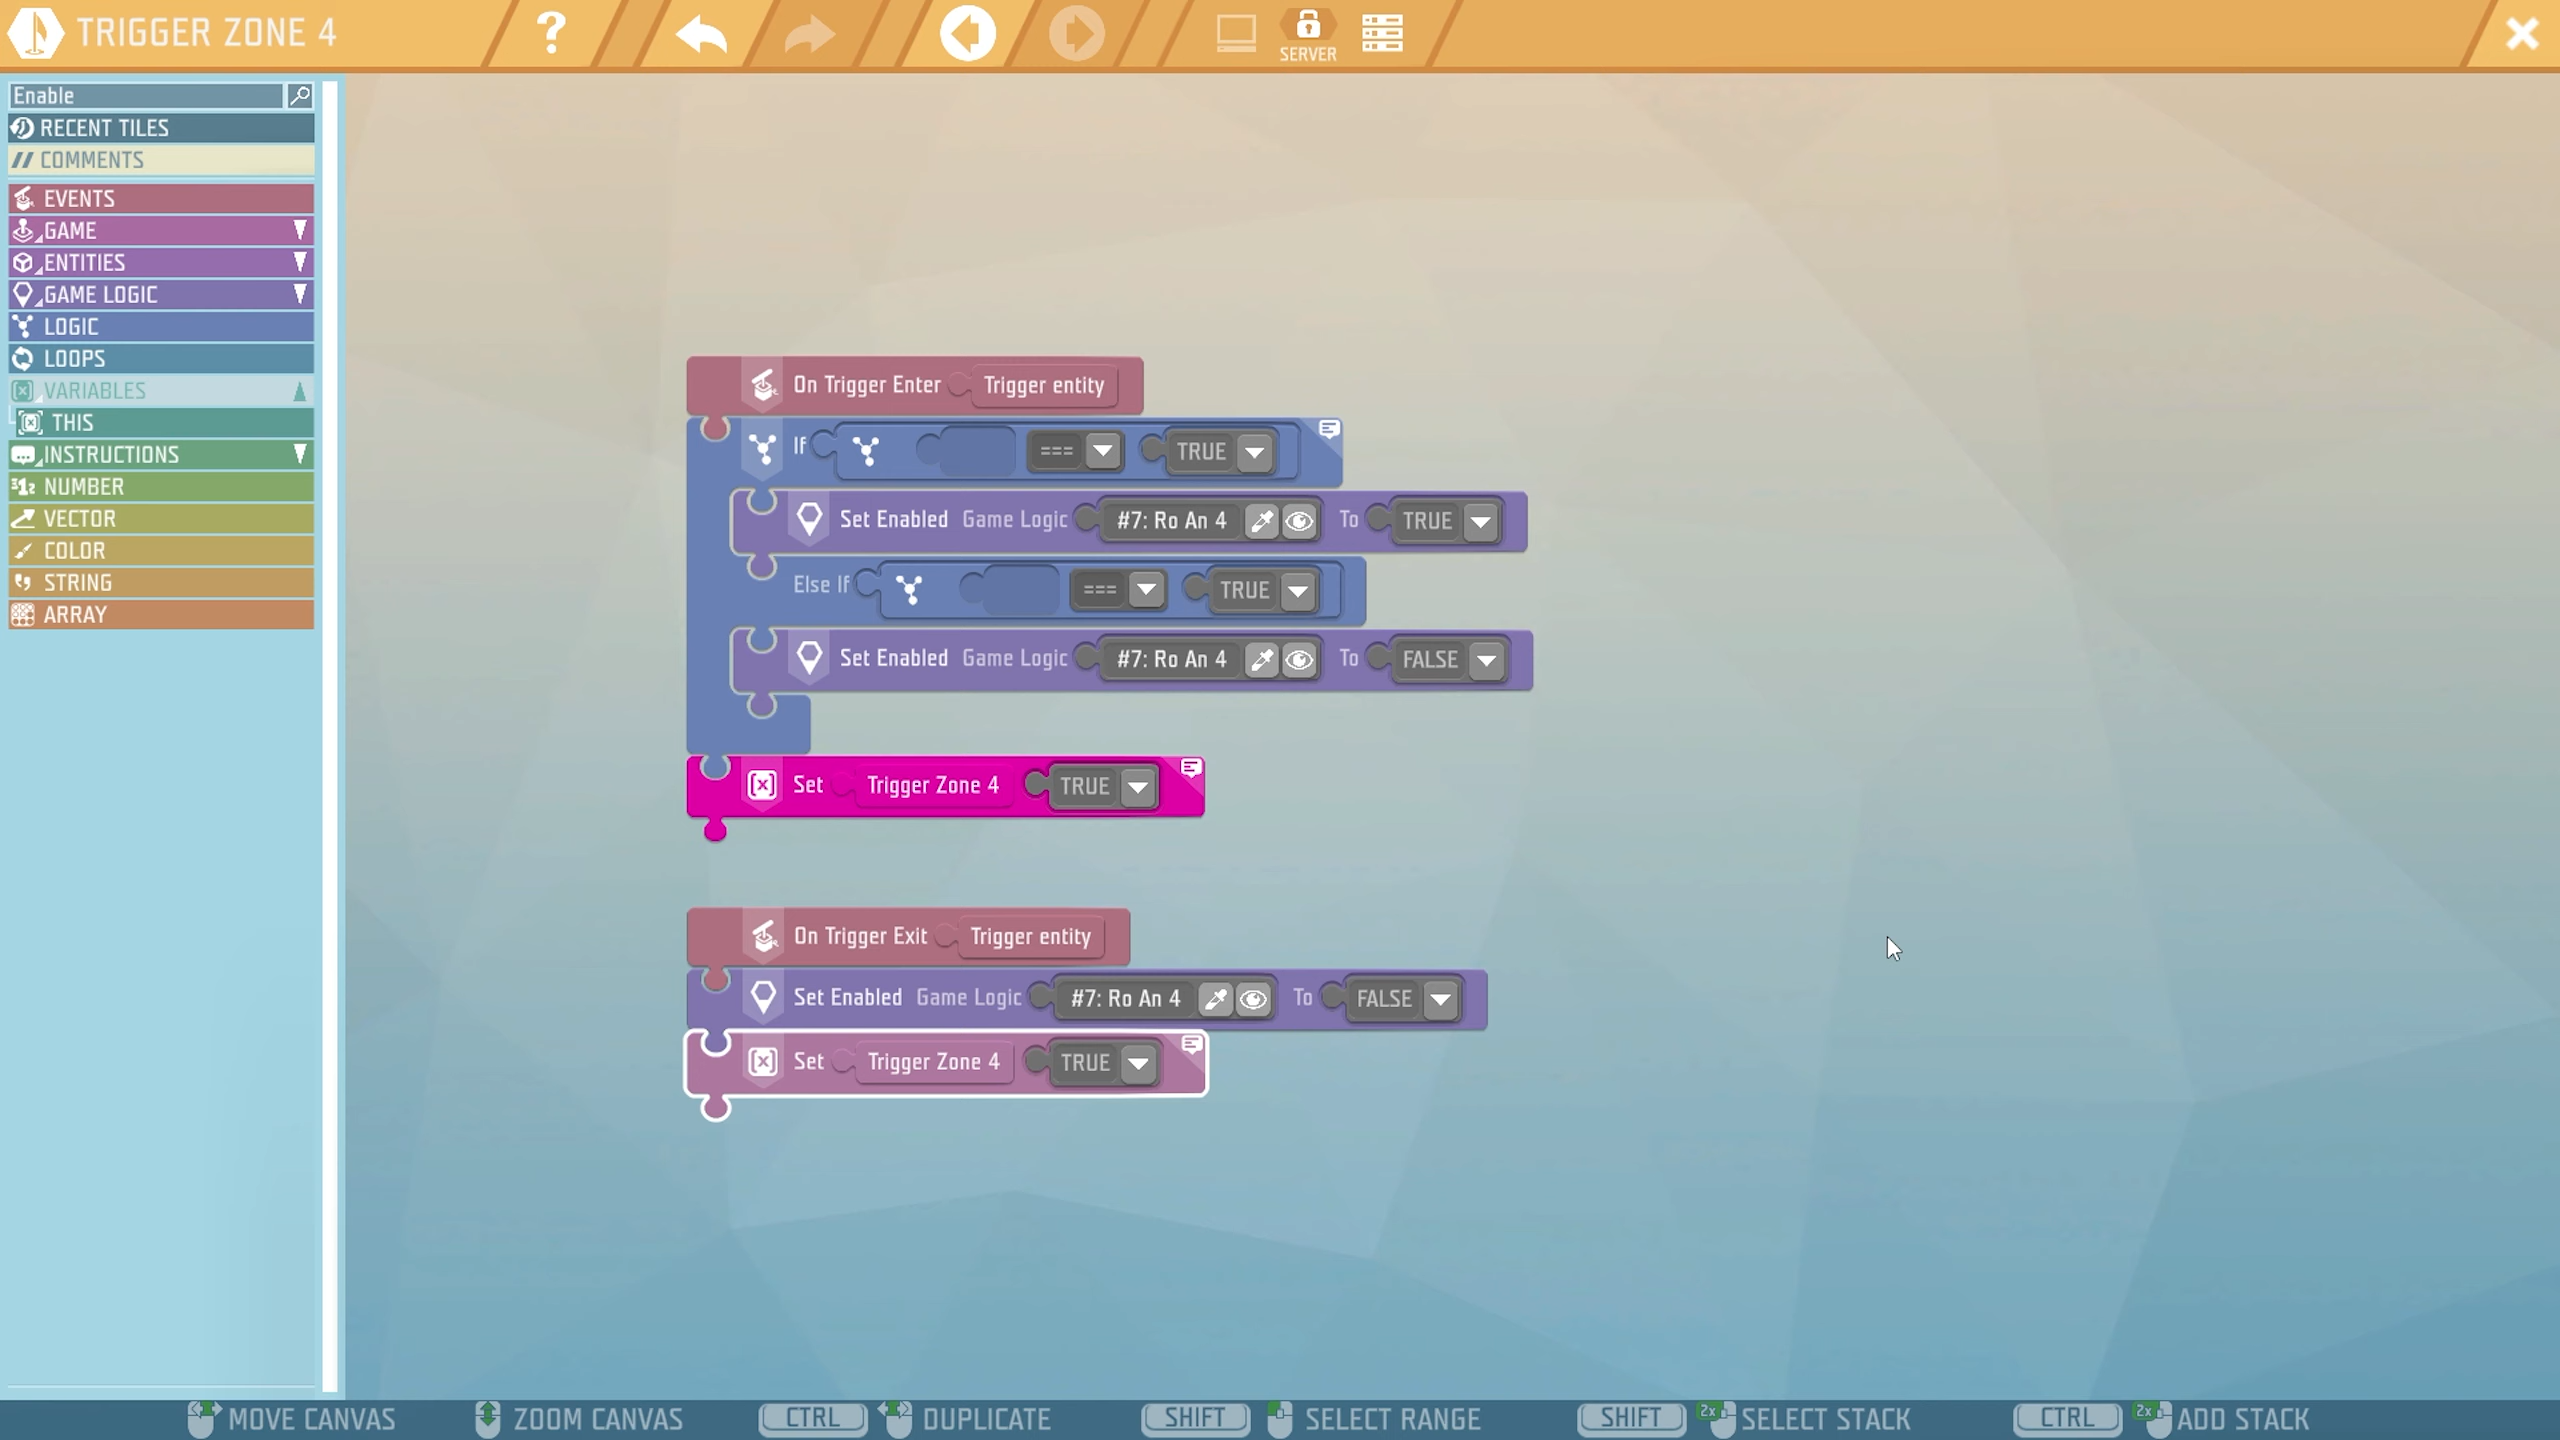 TRIGGER ZONE 4
?
SERVER
Enable
RECENT TILES
// COMMENTS
EVENTS
GAME
ENTITIES
GAME LOGIC
LOGIC
LOOPS
VARIABLES
THIS
INSTRUCTIONS
NUMBER
VECTOR
COLOR
STRING
ARRAY
On Trigger Enter Trigger entity
If === TRUE
Set Enabled Game Logic #7: Ro An 4 To TRUE
Else If === TRUE
Set Enabled Game Logic #7: Ro An 4 To FALSE
Set Trigger Zone 4 TRUE
On Trigger Exit Trigger entity
Set Enabled Game Logic #7: Ro An 4 To FALSE
Set Trigger Zone 4 TRUE
MOVE CANVAS ZOOM CANVAS CTRL DUPLICATE SHIFT SELECT RANGE SHIFT 2x SELECT STACK CTRL 2x ADD STACK